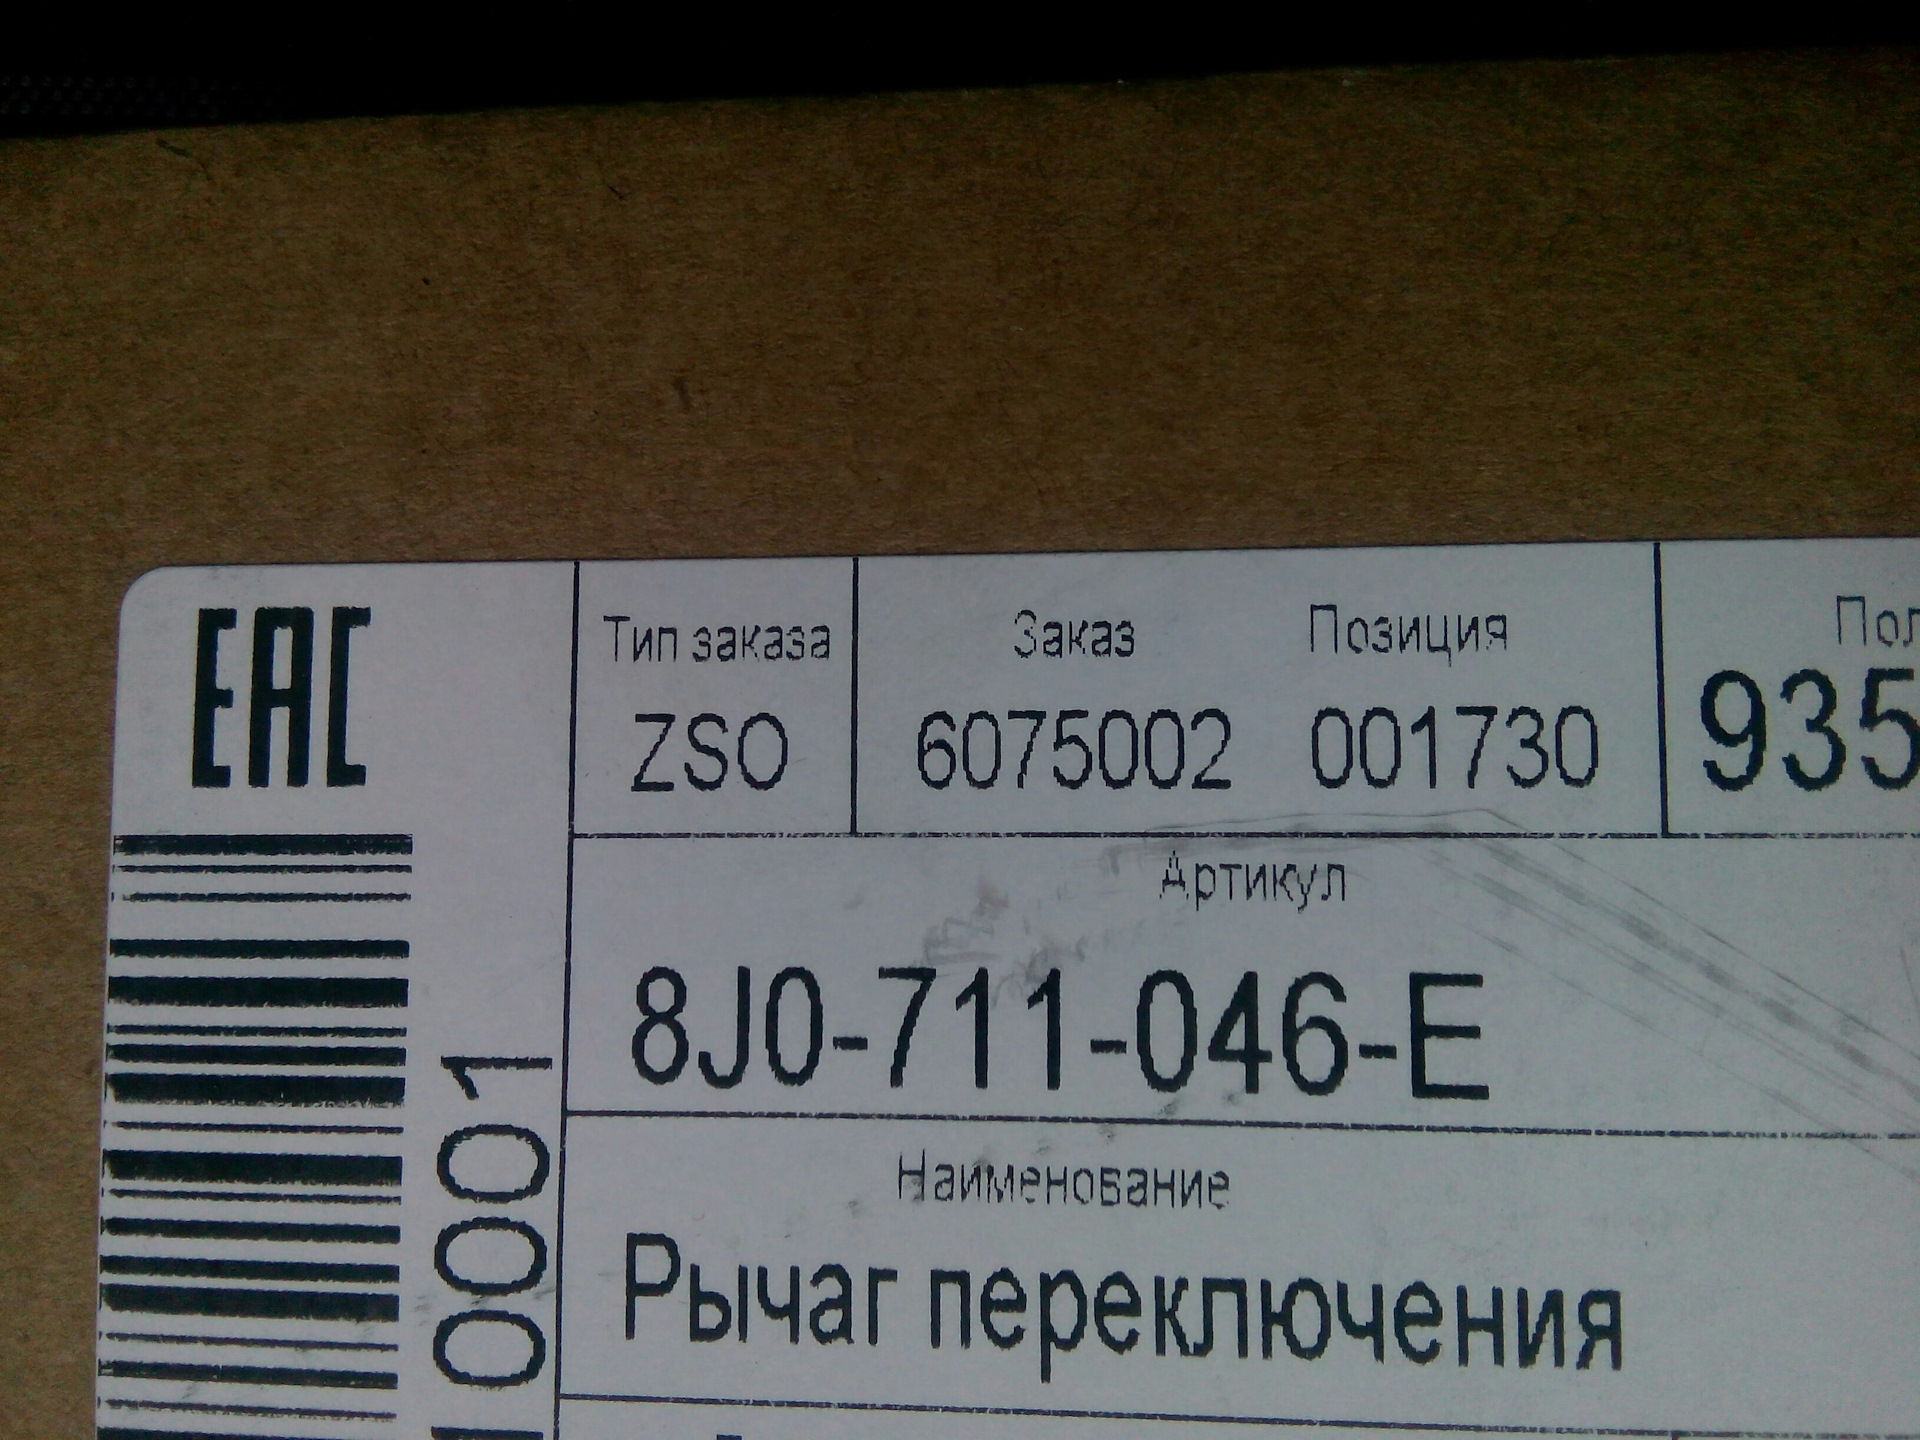 EAC
Тип заказа
ZSO
Заказ Позиция
6075002 001730
935
Артикул
8J0-711-046-E
Наименование
Рычаг переключения
0001